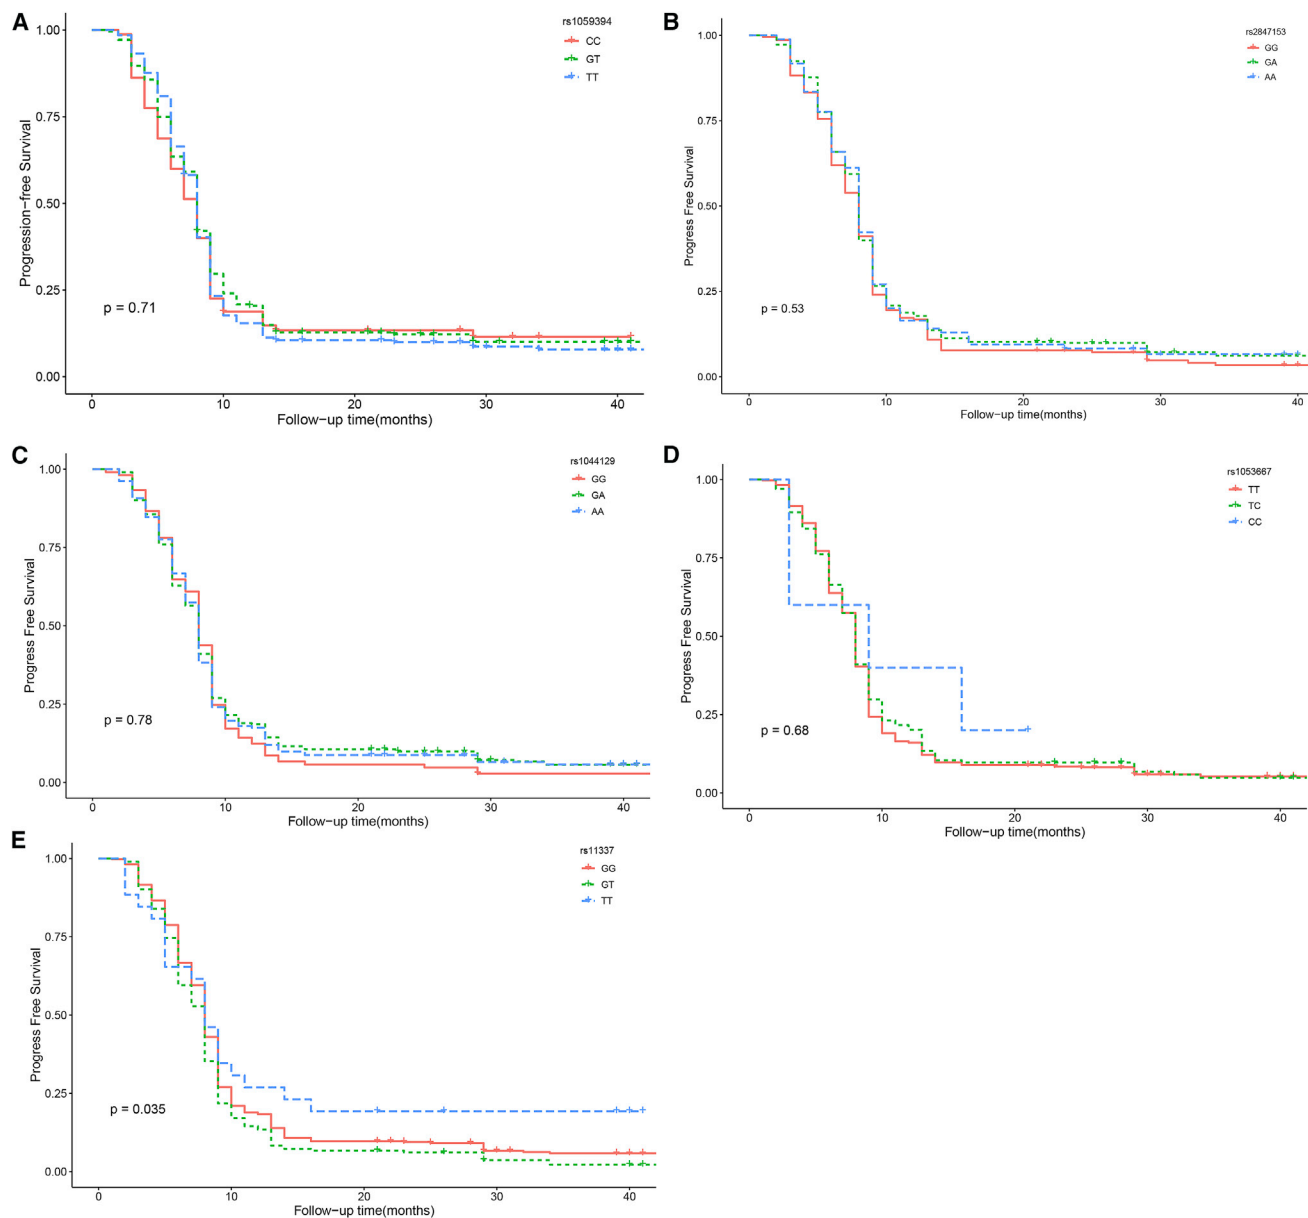 A
rs1059394
CC
GT
TT
1.00
0.75
0.50
0.25
0.00
Progression-free Survival
p = 0.71
0 10 20 30 40
Follow-up time(months)
B
rs2847153
GG
GA
AA
1.00
0.75
0.50
0.25
0.00
Progress Free Survival
p = 0.53
0 10 20 30 40
Follow-up time(months)
C
rs1044129
GG
GA
AA
1.00
0.75
0.50
0.25
0.00
Progress Free Survival
p = 0.78
0 10 20 30 40
Follow-up time(months)
D
rs1053667
TT
TC
CC
1.00
0.75
0.50
0.25
0.00
Progress Free Survival
p = 0.68
0 10 20 30 40
Follow-up time(months)
E
rs11337
GG
GT
TT
1.00
0.75
0.50
0.25
0.00
Progress Free Survival
p = 0.035
0 10 20 30 40
Follow-up time(months)